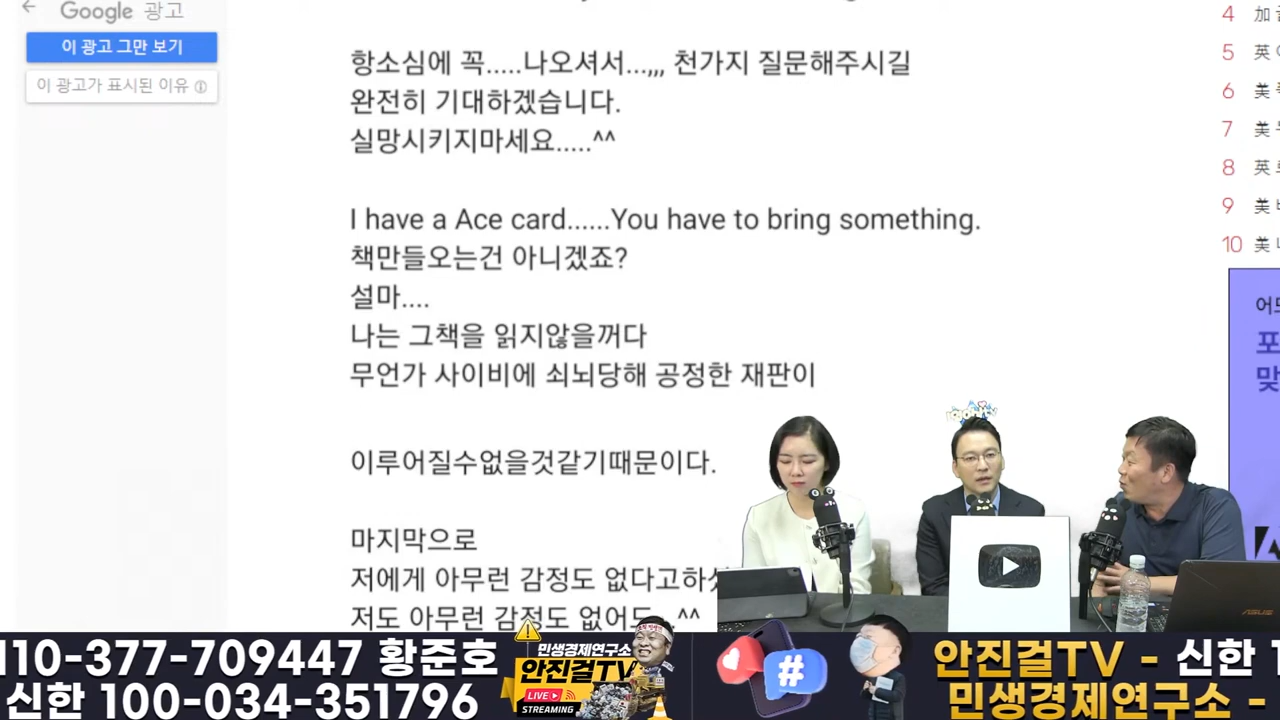 Google 광고
이 광고 그만 보기
이 광고가 표시된 이유 ⓘ
항소심에 꼭.....나오셔서...,,, 천가지 질문해주시길
완전히 기대하겠습니다.
실망시키지마세요.....^^
I have a Ace card......You have to bring something.
책만들오는건 아니겠죠?
설마....
나는 그책을 읽지않을꺼다
무언가 사이비에 쇠뇌당해 공정한 재판이
이루어질수없을것같기때문이다.
마지막으로
저에게 아무런 감정도 없다고하
저도 아무런 감정도 없어도...^^
4 加
5 英
6 美
7 美
8 英
9 美
10 美
어
포
맞
ASUS
110-377-709447 황준호
신한 100-034-351796
민생경제연구소
안진걸TV
LIVE
STREAMING
#
안진걸TV - 신한 1
민생경제연구소 -